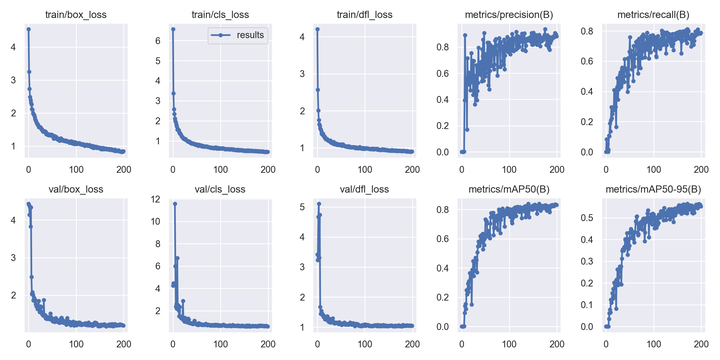 train/box_loss train/cls_loss train/dfl_loss metrics/precision(B) metrics/recall(B)
results
4 3 2 1
6 5 4 3 2 1
4 3 2 1
0.8 0.6 0.4 0.2 0.0
0.8 0.6 0.4 0.2 0.0
0 100 200 0 100 200 0 100 200 0 100 200 0 100 200
val/box_loss val/cls_loss val/dfl_loss metrics/mAP50(B) metrics/mAP50-95(B)
4 3 2
12 10 8 6 4 2
5 4 3 2 1
0.8 0.6 0.4 0.2 0.0
0.5 0.4 0.3 0.2 0.1 0.0
0 100 200 0 100 200 0 100 200 0 100 200 0 100 200